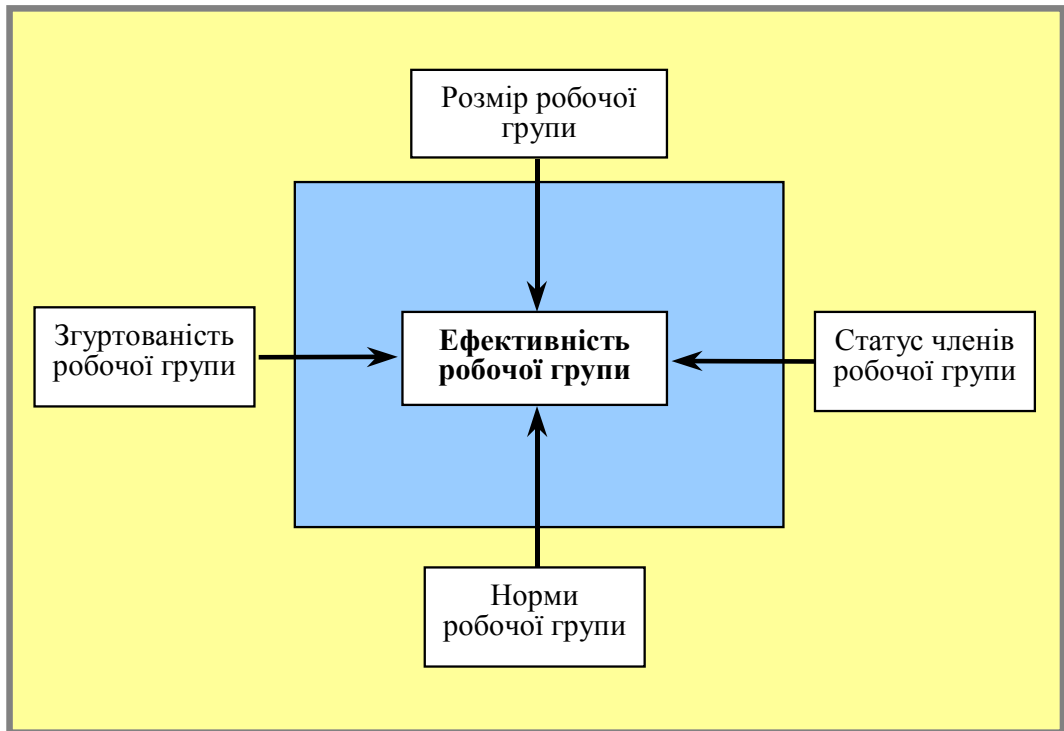 Розмір робочої
групи
Згуртованість
робочої групи
Ефективність
робочої групи
Статус членів
робочої групи
Норми
робочої групи